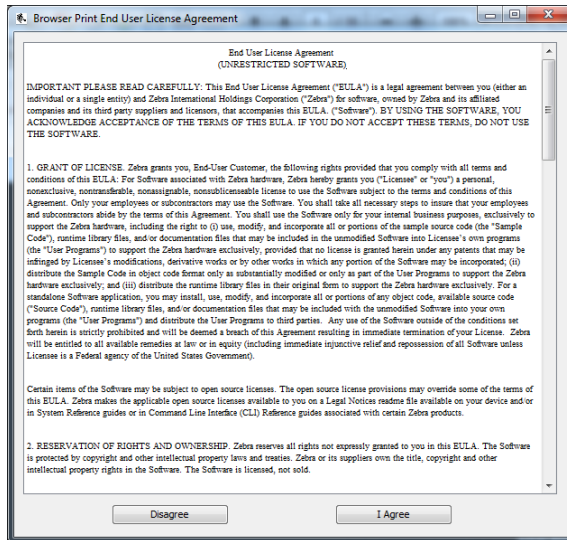 Browser Print End User License Agreement
End User License Agreement
(UNRESTRICTED SOFTWARE)
IMPORTANT PLEASE READ CAREFULLY: This End User License Agreement ("EULA") is a legal agreement between you (either an
individual or a single entity) and Zebra International Holdings Corporation ("Zebra") for software, owned by Zebra and its affiliated
companies and its third party suppliers and licensors, that accompanies this EULA. ("Software"). BY USING THE SOFTWARE, YOU
ACKNOWLEDGE ACCEPTANCE OF THE TERMS OF THIS EULA. IF YOU DO NOT ACCEPT THESE TERMS, DO NOT USE
THE SOFTWARE.
1. GRANT OF LICENSE. Zebra grants you, End-User Customer, the following rights provided that you comply with all terms and
conditions of this EULA: For Software associated with Zebra hardware, Zebra hereby grants you ("Licensee" or "you") a personal,
nonexclusive, nontransferable, nonassignable, nonsublicenseable license to use the Software subject to the terms and conditions of this
Agreement. Only your employees or subcontractors may use the Software. You shall take all necessary steps to insure that your employees
and subcontractors abide by the terms of this Agreement. You shall use the Software only for your internal business purposes, exclusively to
support the Zebra hardware, including the right to (i) use, modify, and incorporate all or portions of the sample source code (the "Sample
Code"), runtime library files, and/or documentation files that may be included in the unmodified Software into Licensee's own programs
(the "User Programs") to support the Zebra hardware exclusively, provided that no license is granted herein under any patents that may be
infringed by Licensee's modifications, derivative works or by other works in which any portion of the Software may be incorporated; (ii)
distribute the Sample Code in object code format only as substantially modified or only as part of the User Programs to support the Zebra
hardware exclusively; and (iii) distribute the runtime library files in their original form to support the Zebra hardware exclusively. For a
standalone Software application, you may install, use, modify, and incorporate all or portions of any object code, available source code
("Source Code"), runtime library files, and/or documentation files that may be included with the unmodified Software into your own
programs (the "User Programs") and distribute the User Programs to third parties. Any use of the Software outside of the conditions set
forth herein is strictly prohibited and will be deemed a breach of this Agreement resulting in immediate termination of your License. Zebra
will be entitled to all available remedies at law or in equity (including immediate injunctive relief and repossession of all Software unless
Licensee is a Federal agency of the United States Government).
Certain items of the Software may be subject to open source licenses. The open source license provisions may override some of the terms of
this EULA. Zebra makes the applicable open source licenses available to you on a Legal Notices readme file available on your device and/or
in System Reference guides or in Command Line Interface (CLI) Reference guides associated with certain Zebra products.
2. RESERVATION OF RIGHTS AND OWNERSHIP. Zebra reserves all rights not expressly granted to you in this EULA. The Software
is protected by copyright and other intellectual property laws and treaties. Zebra or its suppliers own the title, copyright and other
intellectual property rights in the Software. The Software is licensed, not sold.
Disagree
I Agree